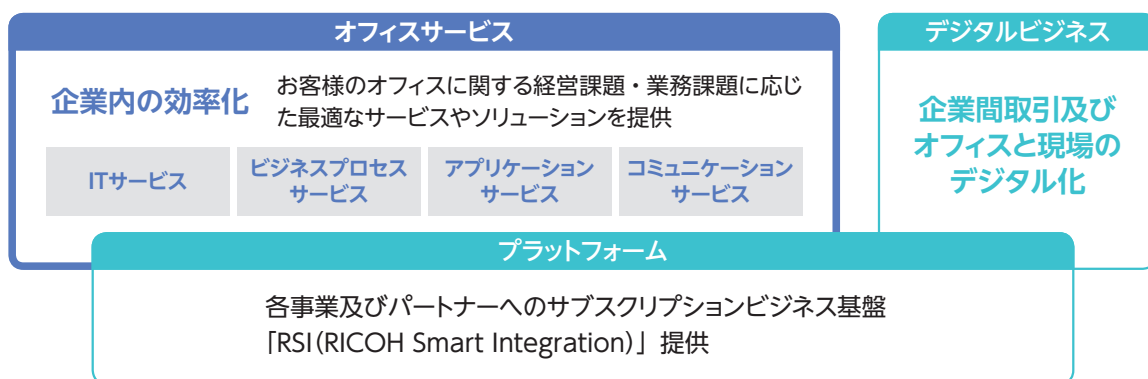 オフィスサービス
企業内の効率化
お客様のオフィスに関する経営課題・業務課題に応じ
た最適なサービスやソリューションを提供
ITサービス
ビジネスプロセス
サービス
アプリケーション
サービス
コミュニケーション
サービス
デジタルビジネス
企業間取引及び
オフィスと現場の
デジタル化
プラットフォーム
各事業及びパートナーへのサブスクリプションビジネス基盤
「RSI(RICOH Smart Integration)」提供